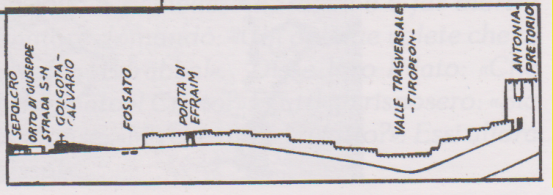 SEPOLCRO
ORTO DI GIUSEPPE
STRADA S-N
GOLGOTA-
CALVARIO
FOSSATO
PORTA DI
EFRAIM
VALLE TRASVERSALE
-TIROPEON-
ANTONIA-
PRETORIO